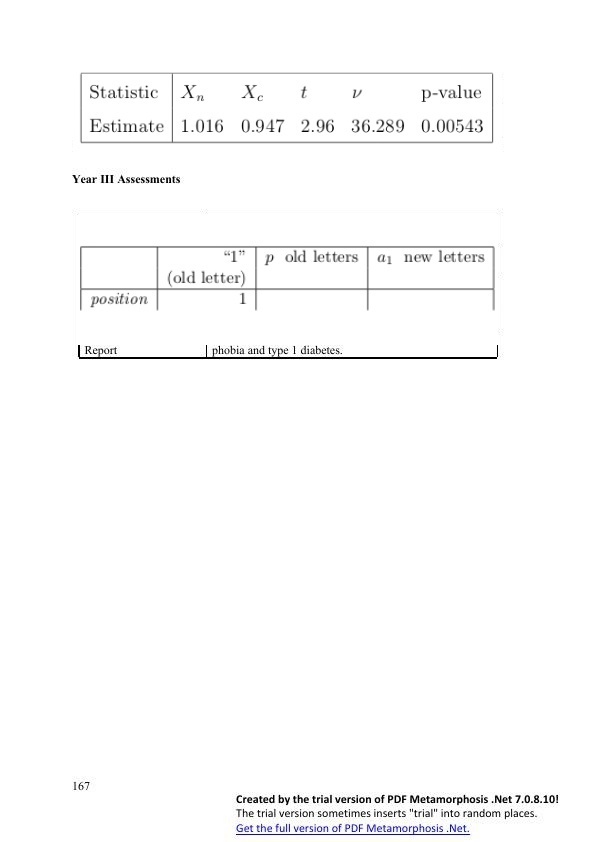 Statistic Xₙ X_c t ν p-value
Estimate 1.016 0.947 2.96 36.289 0.00543
Year III Assessments
“1” p old letters a₁ new letters
(old letter)
position 1
Report phobia and type 1 diabetes.
167
Created by the trial version of PDF Metamorphosis .Net 7.0.8.10!
The trial version sometimes inserts "trial" into random places.
Get the full version of PDF Metamorphosis .Net.